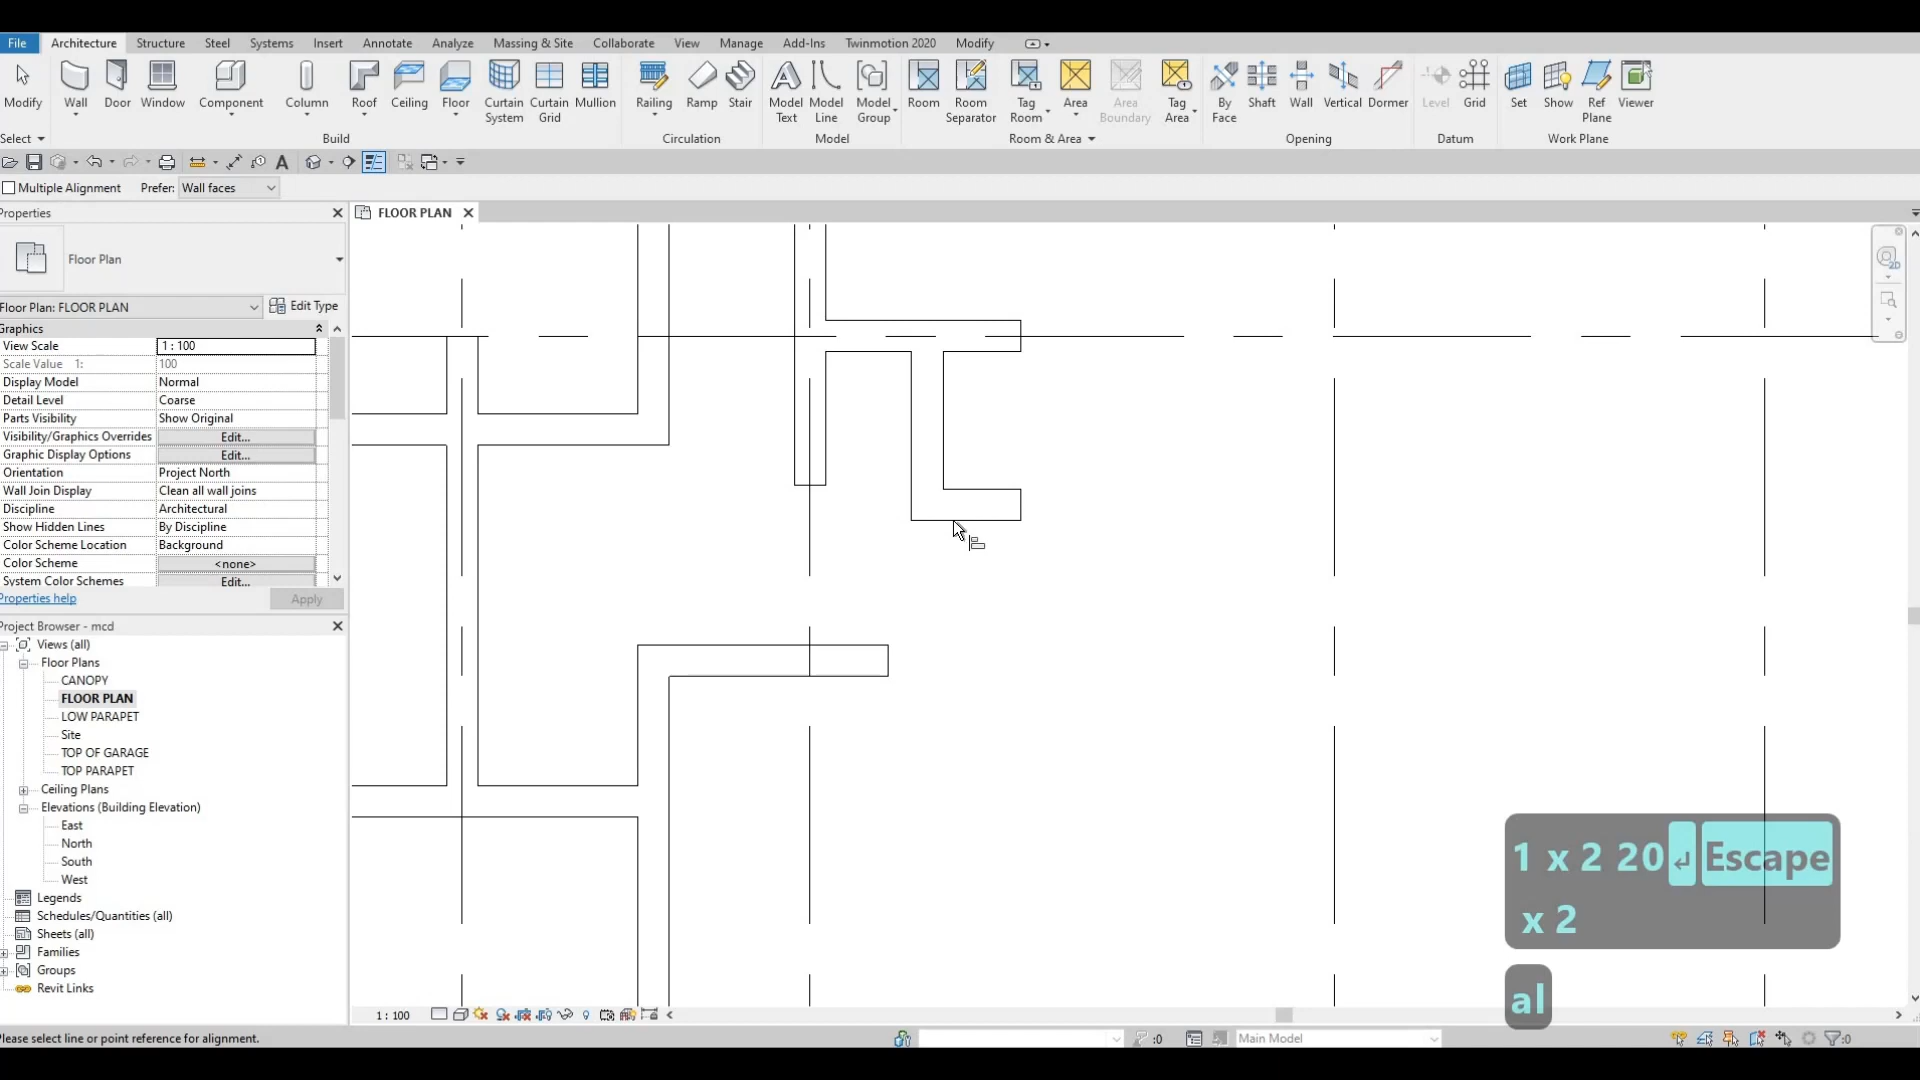 File Architecture Structure Steel Systems Insert Annotate Analyze Massing & Site Collaborate View Manage Add-Ins Twinmotion 2020 Modify
Modify Wall Door Window Component Column Roof Ceiling Floor Curtain System Curtain Grid Mullion Railing Ramp Stair Model Text Model Line Model Group Room Room Separator Tag Room Area Area Boundary Tag Area By Face Shaft Wall Vertical Dormer Level Grid Set Show Ref Plane Viewer
Select Build Circulation Model Room & Area Opening Datum Work Plane
Multiple Alignment Prefer: Wall faces
Properties
FLOOR PLAN
Floor Plan
Floor Plan: FLOOR PLAN Edit Type
Graphics
View Scale 1 : 100
Scale Value 1: 100
Display Model Normal
Detail Level Coarse
Parts Visibility Show Original
Visibility/Graphics Overrides Edit...
Graphic Display Options Edit...
Orientation Project North
Wall Join Display Clean all wall joins
Discipline Architectural
Show Hidden Lines By Discipline
Color Scheme Location Background
Color Scheme <none>
System Color Schemes Edit...
Properties help Apply
Project Browser - mcd
Views (all)
Floor Plans
CANOPY
FLOOR PLAN
LOW PARAPET
Site
TOP OF GARAGE
TOP PARAPET
Ceiling Plans
Elevations (Building Elevation)
East
North
South
West
Legends
Schedules/Quantities (all)
Sheets (all)
Families
Groups
Revit Links
1 x 2 20 ↵ Escape
x 2
al
1 : 100
Please select line or point reference for alignment. :0 Main Model :0